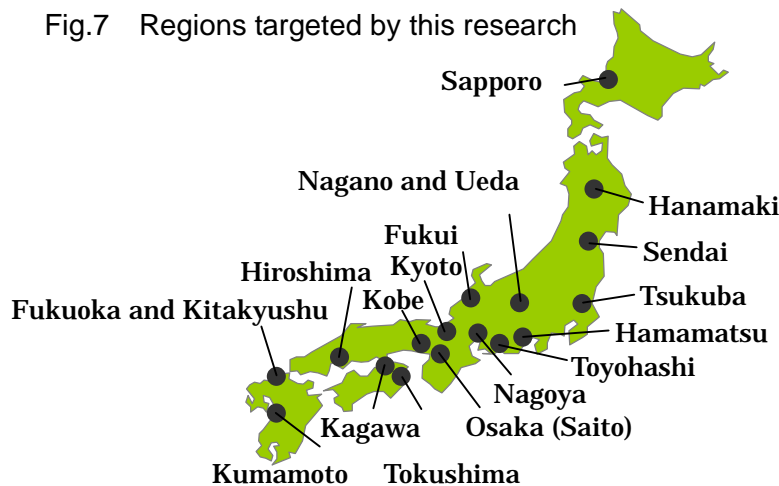 Fig.7 Regions targeted by this research
Sapporo
Nagano and Ueda
Hanamaki
Fukui
Sendai
Kyoto
Hiroshima
Kobe
Tsukuba
Fukuoka and Kitakyushu
Hamamatsu
Toyohashi
Nagoya
Kagawa
Osaka (Saito)
Kumamoto
Tokushima